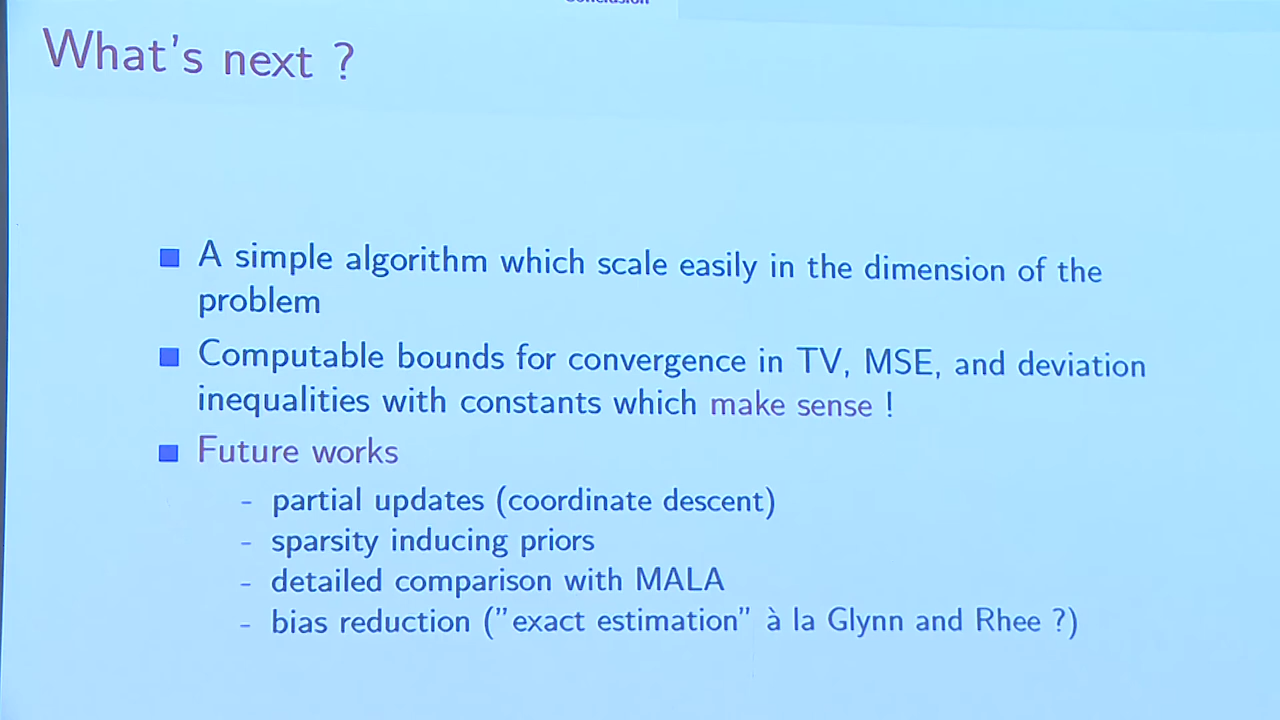 Conclusion
What's next ?
A simple algorithm which scale easily in the dimension of the
problem
Computable bounds for convergence in TV, MSE, and deviation
inequalities with constants which make sense !
Future works
- partial updates (coordinate descent)
- sparsity inducing priors
- detailed comparison with MALA
- bias reduction ("exact estimation" à la Glynn and Rhee ?)